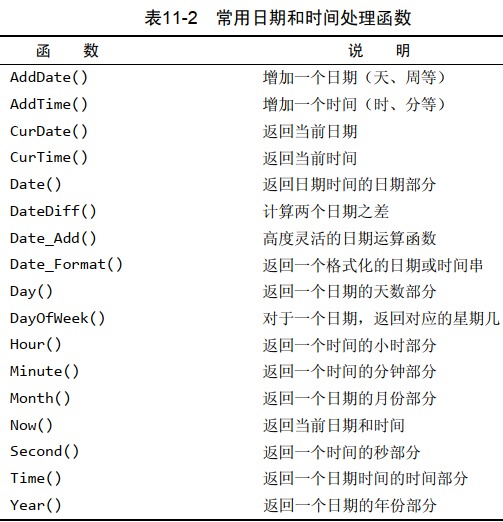 表11-2 常用日期和时间处理函数
函 数 说 明
AddDate() 增加一个日期（天、周等）
AddTime() 增加一个时间（时、分等）
CurDate() 返回当前日期
CurTime() 返回当前时间
Date() 返回日期时间的日期部分
DateDiff() 计算两个日期之差
Date_Add() 高度灵活的日期运算函数
Date_Format() 返回一个格式化的日期或时间串
Day() 返回一个日期的天数部分
DayOfWeek() 对于一个日期，返回对应的星期几
Hour() 返回一个时间的小时部分
Minute() 返回一个时间的分钟部分
Month() 返回一个日期的月份部分
Now() 返回当前日期和时间
Second() 返回一个时间的秒部分
Time() 返回一个日期时间的时间部分
Year() 返回一个日期的年份部分